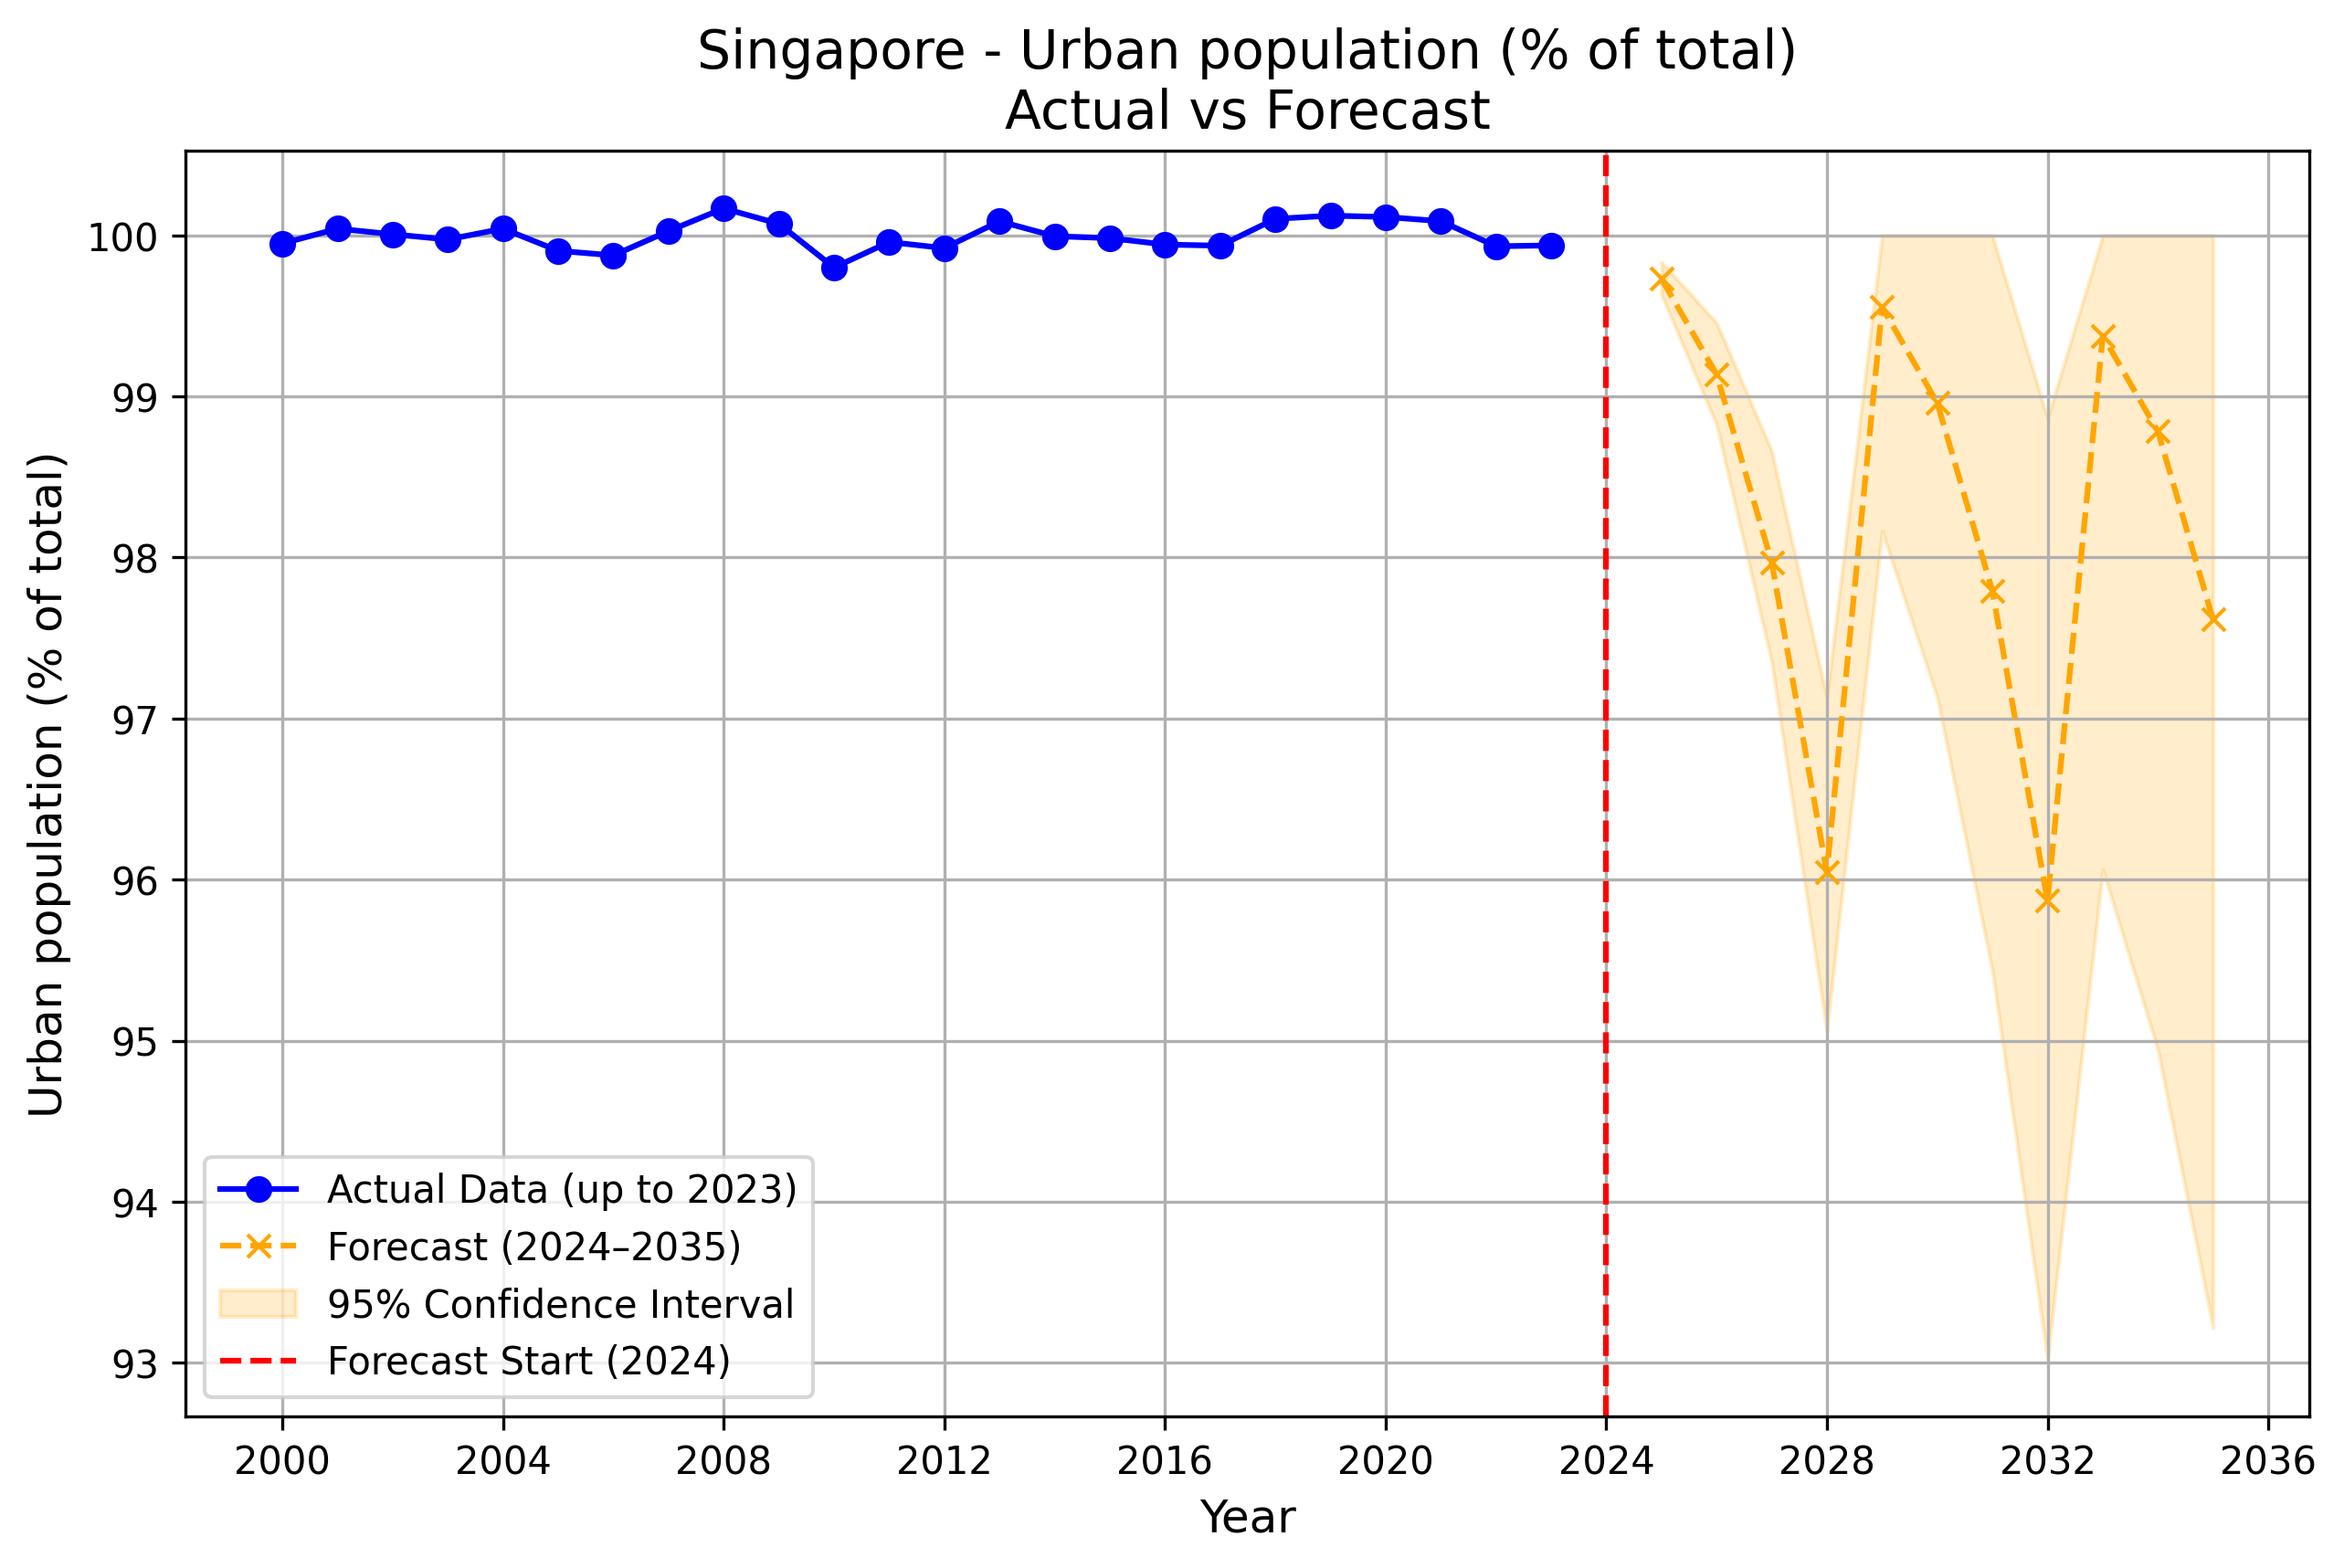 Singapore - Urban population (% of total)
Actual vs Forecast
Urban population (% of total)
100
99
98
97
96
95
94
93
Actual Data (up to 2023)
Forecast (2024–2035)
95% Confidence Interval
Forecast Start (2024)
2000 2004 2008 2012 2016 2020 2024 2028 2032 2036
Year